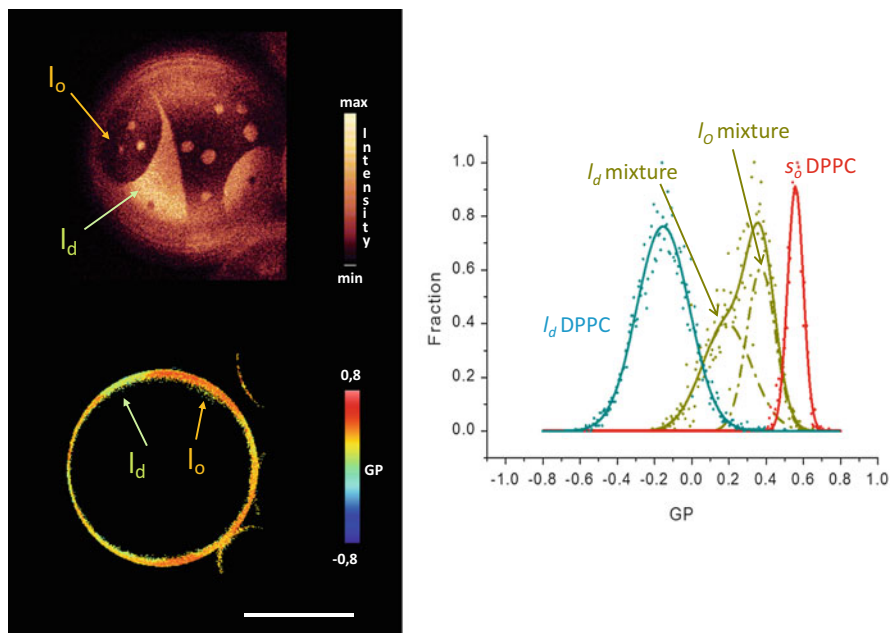 lo
ld
max
Intensity
min
0,8
ld
lo
GP
-0,8
lo mixture
ld mixture
so DPPC
ld DPPC
1.0
0.8
0.6
0.4
0.2
0.0
Fraction
-1.0 -0.8 -0.6 -0.4 -0.2 0.0 0.2 0.4 0.6 0.8 1.0
GP